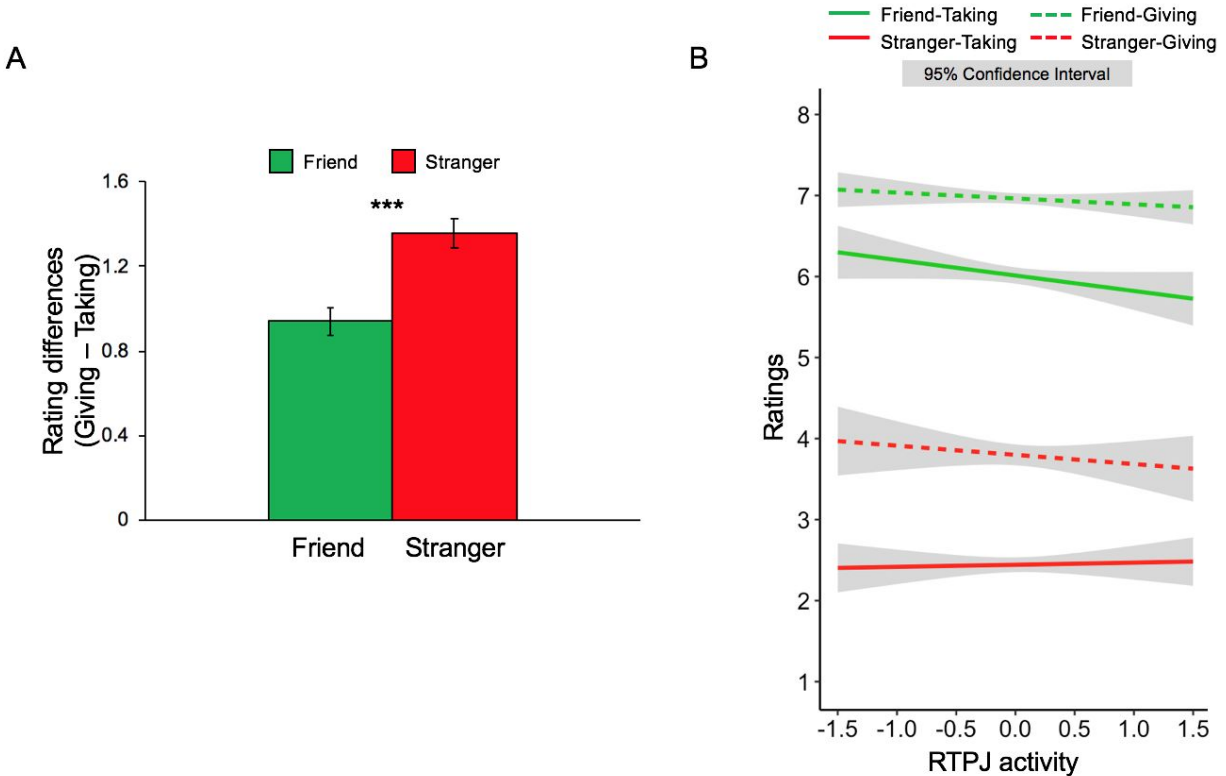 A
Friend
Stranger
***
Rating differences
(Giving – Taking)
1.6
1.2
0.8
0.4
0
Friend
Stranger
B
Friend-Taking
Friend-Giving
Stranger-Taking
Stranger-Giving
95% Confidence Interval
Ratings
8
7
6
5
4
3
2
1
-1.5 -1.0 -0.5 0.0 0.5 1.0 1.5
RTPJ activity